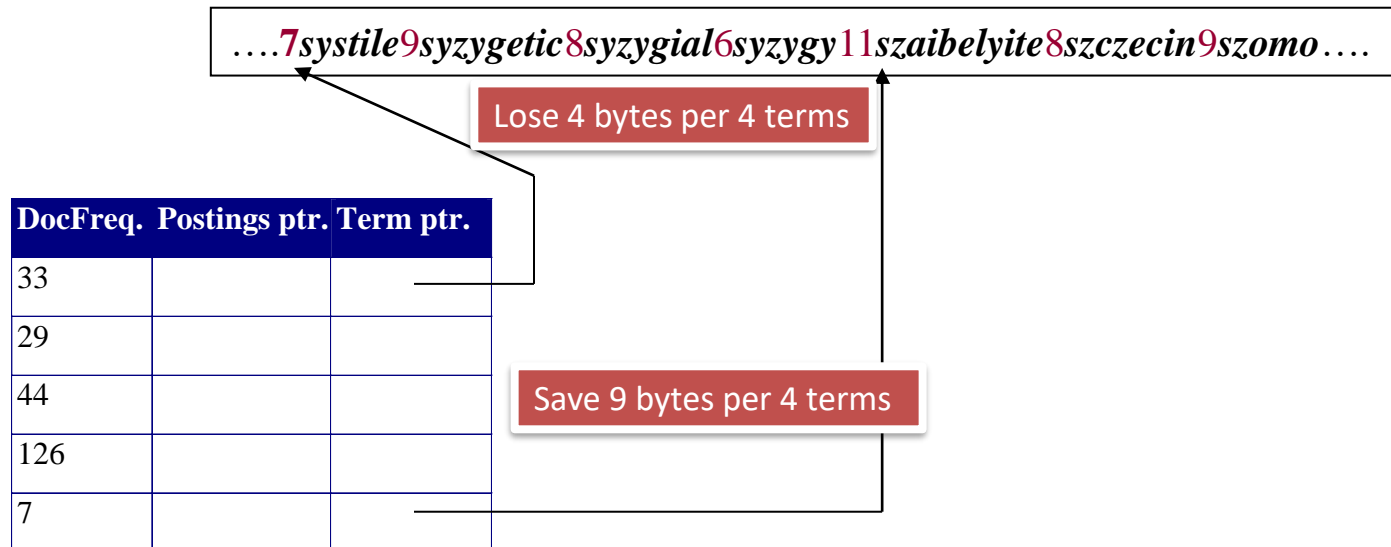 ….7systile9syzygetic8syzygial6syzygy11szaibelyite8szczecin9szomo….
Lose 4 bytes per 4 terms
DocFreq. Postings ptr. Term ptr.
33
29
44
Save 9 bytes per 4 terms
126
7